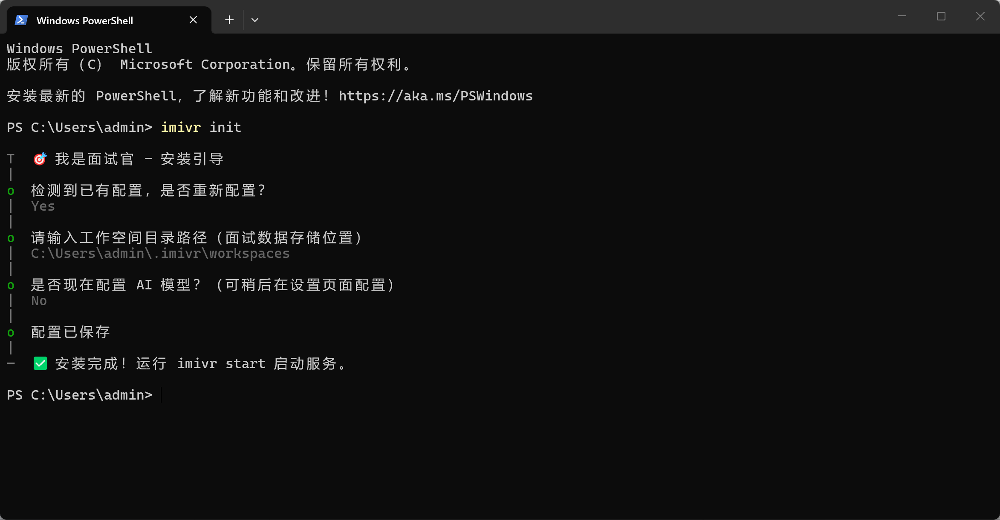 Windows PowerShell
Windows PowerShell
版权所有（C） Microsoft Corporation。保留所有权利。
安装最新的 PowerShell，了解新功能和改进！https://aka.ms/PSWindows
PS C:\Users\admin> imivr init
T 🎯 我是面试官 - 安装引导
|
o 检测到已有配置，是否重新配置？
| Yes
|
o 请输入工作空间目录路径（面试数据存储位置）
| C:\Users\admin\.imivr\workspaces
|
o 是否现在配置 AI 模型？（可稍后在设置页面配置）
| No
|
o 配置已保存
|
— ✅ 安装完成！运行 imivr start 启动服务。
PS C:\Users\admin>